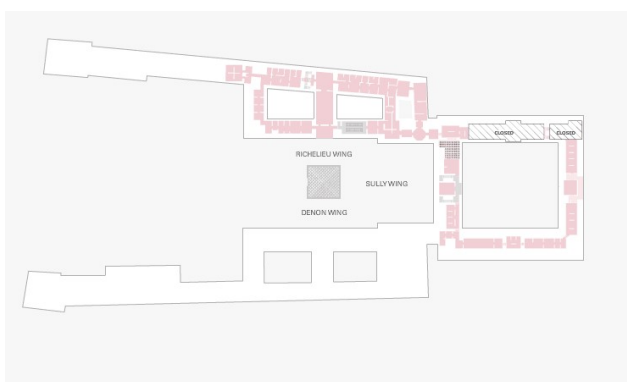 CLOSED
CLOSED
RICHELIEU WING
SULLY WING
DENON WING